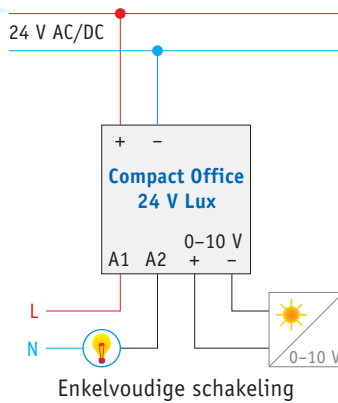 24 V AC/DC
+ −
Compact Office
24 V Lux
0–10 V
A1 A2 + −
L
N
0–10 V
Enkelvoudige schakeling